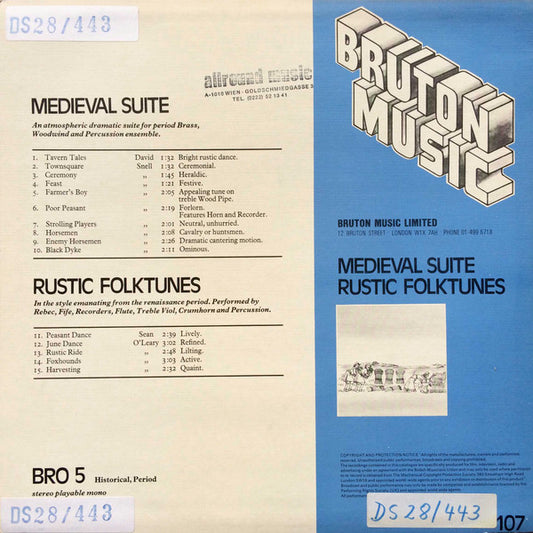 DS28/443
allround music
A-1010 WIEN - GOLDSCHMIEDGASSE
TEL. (0222) 52 13 41
MEDIEVAL SUITE
An atmospheric dramatic suite for period Brass,
Woodwind and Percussion ensemble.
1. Tavern Tales David 1:32 Bright rustic dance.
2. Townsquare Snell 1:32 Ceremonial.
3. Ceremony „ 1:45 Heraldic.
4. Feast „ 1:21 Festive.
5. Farmer's Boy „ 2:05 Appealing tune on
treble Wood Pipe.
6. Poor Peasant „ 2:19 Forlorn.
Features Horn and Recorder.
7. Strolling Players „ 2:01 Neutral, unhurried.
8. Horsemen „ 2:08 Cavalry or huntsmen.
9. Enemy Horsemen „ 2:26 Dramatic cantering motion.
10. Black Dyke „ 2:11 Ominous.
RUSTIC FOLKTUNES
In the style emanating from the renaissance period. Performed by
Rebec, Fife, Recorders, Flute, Treble Viol, Crumhorn and Percussion.
11. Peasant Dance Sean 2:39 Lively.
12. June Dance O'Leary 3:02 Refined.
13. Rustic Ride „ 2:48 Lilting.
14. Foxhounds „ 3:03 Active.
15. Harvesting „ 2:32 Quaint.
BRO 5 Historical, Period
stereo playable mono
DS28/443
BRUTON
MUSIC
BRUTON MUSIC LIMITED
12 BRUTON STREET LONDON W1X 7AH PHONE 01-499 6718
MEDIEVAL SUITE
RUSTIC FOLKTUNES
COPYRIGHT AND PROTECTION NOTICE
DS28/443
107